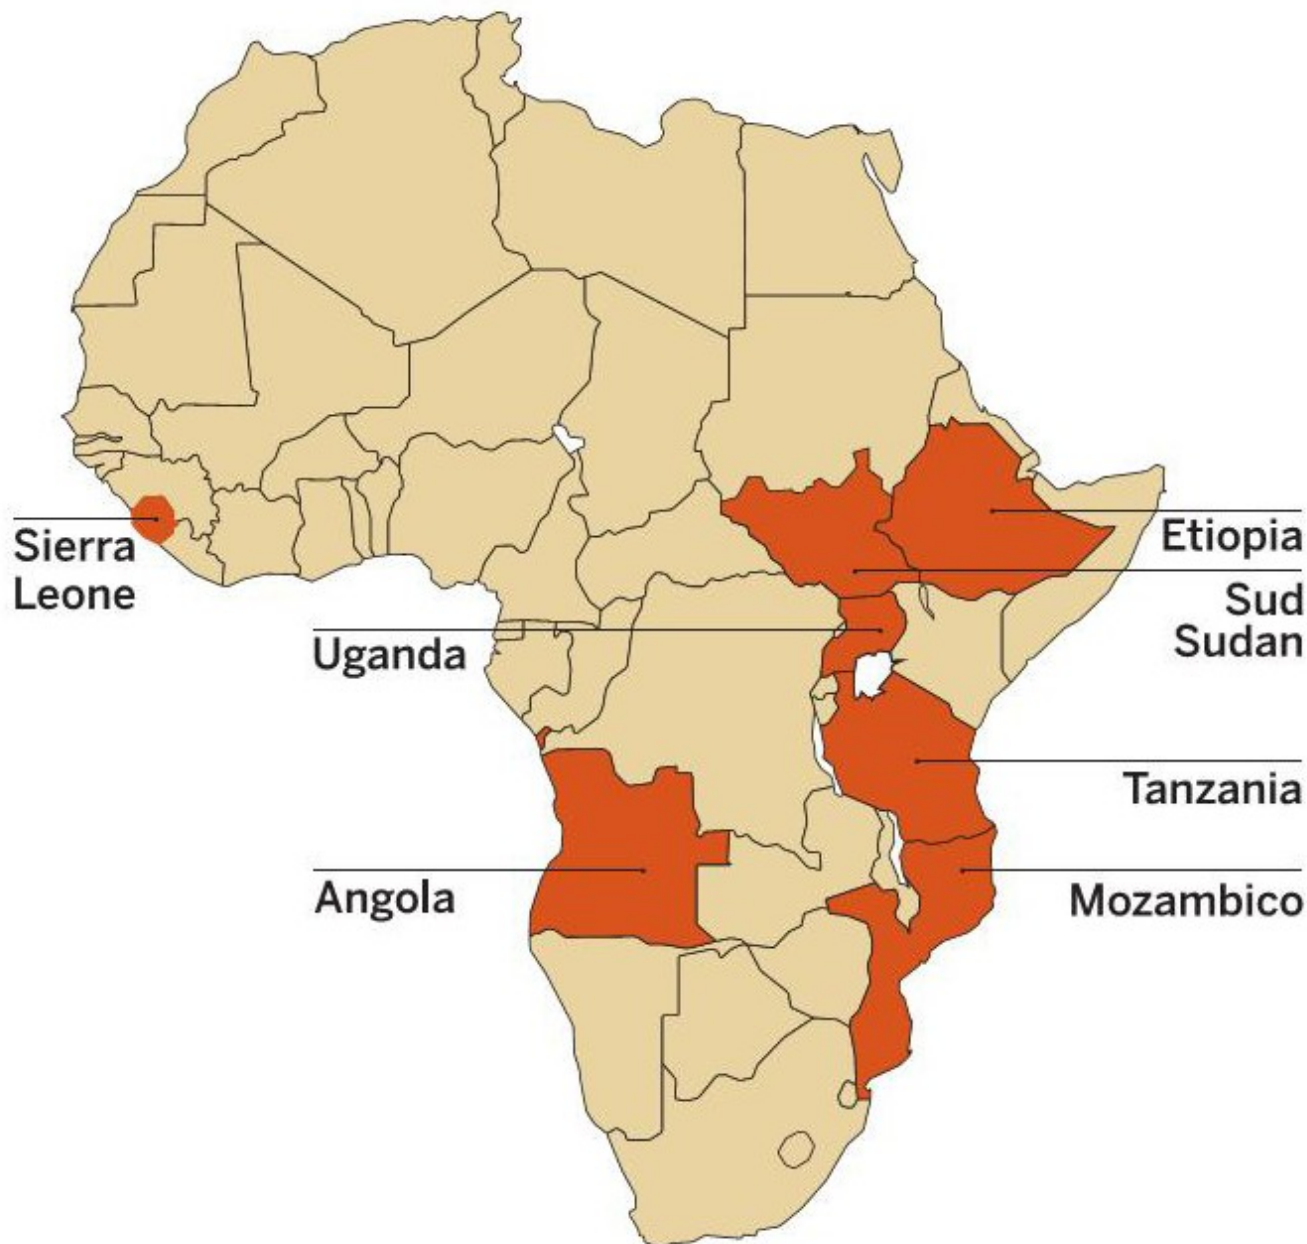 Sierra
Leone
Etiopia
Sud
Sudan
Uganda
Tanzania
Angola
Mozambico